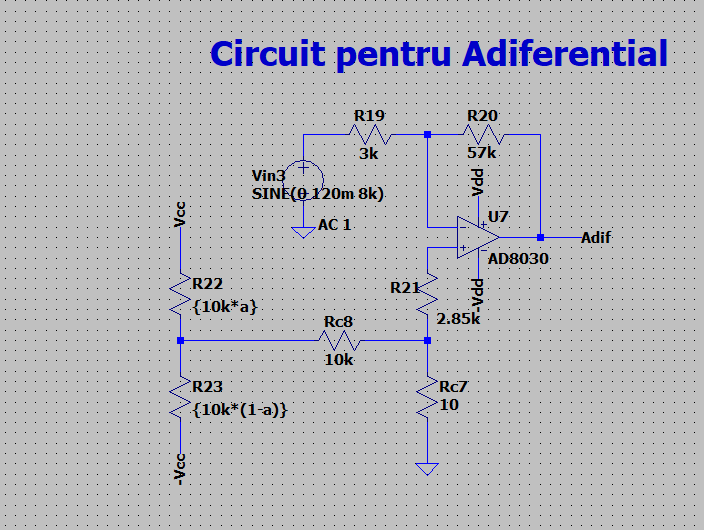 Circuit pentru Adiferential
R19
3k
R20
57k
Vin3
SINE(0 120m 8k)
AC 1
Vcc
Vdd
U7
+
−
+
−
+
Adif
AD8030
-Vdd
R22
{10k*a}
R21
2.85k
Rc8
10k
R23
{10k*(1-a)}
Rc7
10
-Vcc